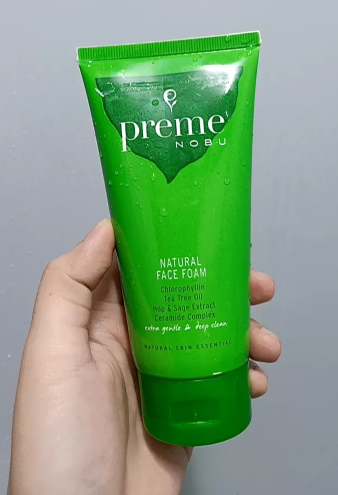 preme
NOBU
NATURAL
FACE FOAM
Chlorophyllin
Tea Tree Oil
Hop & Sage Extract
Ceramide Complex
extra gentle & deep clean
NATURAL SKIN ESSENTIAL